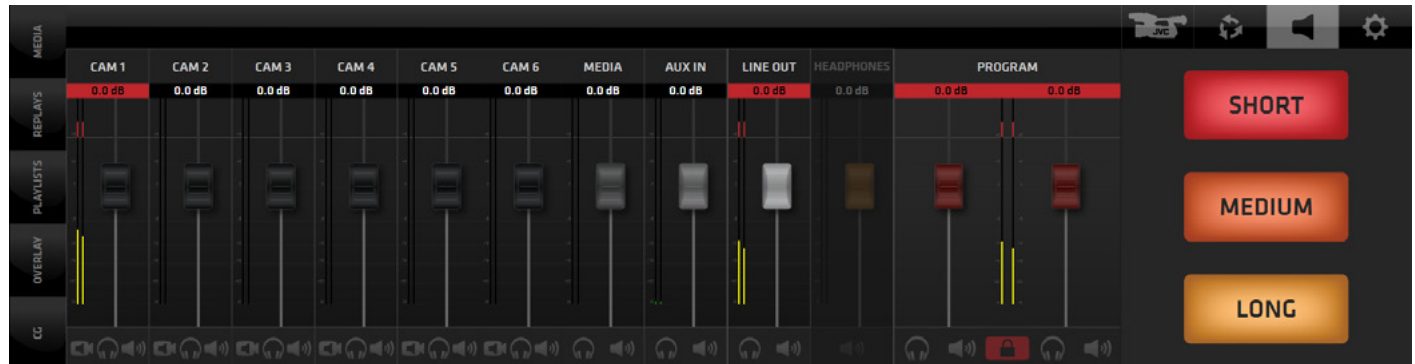 MEDIA
REPLAYS
PLAYLISTS
OVERLAY
CG
JVC
CAM 1 CAM 2 CAM 3 CAM 4 CAM 5 CAM 6 MEDIA AUX IN LINE OUT HEADPHONES PROGRAM
0.0 dB 0.0 dB 0.0 dB 0.0 dB 0.0 dB 0.0 dB 0.0 dB 0.0 dB 0.0 dB 0.0 dB 0.0 dB 0.0 dB
SHORT
MEDIUM
LONG